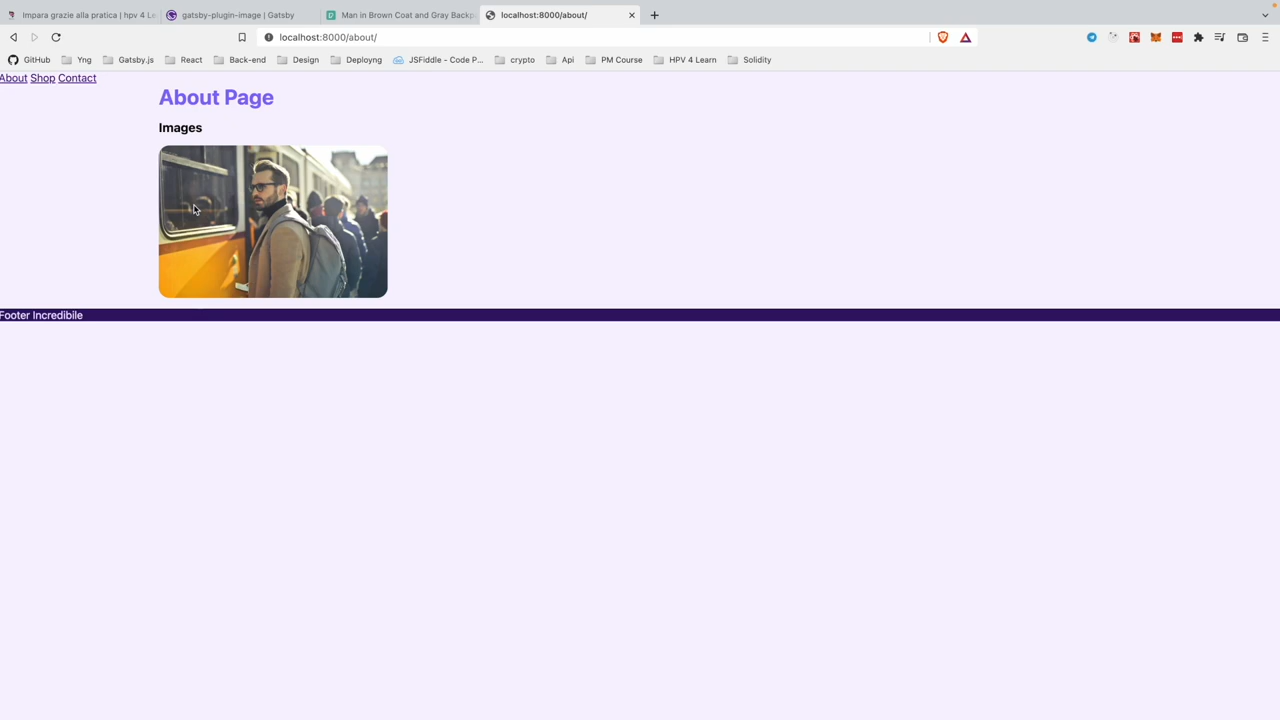 Impara grazie alla pratica | hpv 4 Le
gatsby-plugin-image | Gatsby
Man in Brown Coat and Gray Backp
localhost:8000/about/
localhost:8000/about/
GitHub
Yng
Gatsby.js
React
Back-end
Design
Deployng
JSFiddle - Code P...
crypto
Api
PM Course
HPV 4 Learn
Solidity
About Shop Contact
About Page
Images
Footer Incredibile